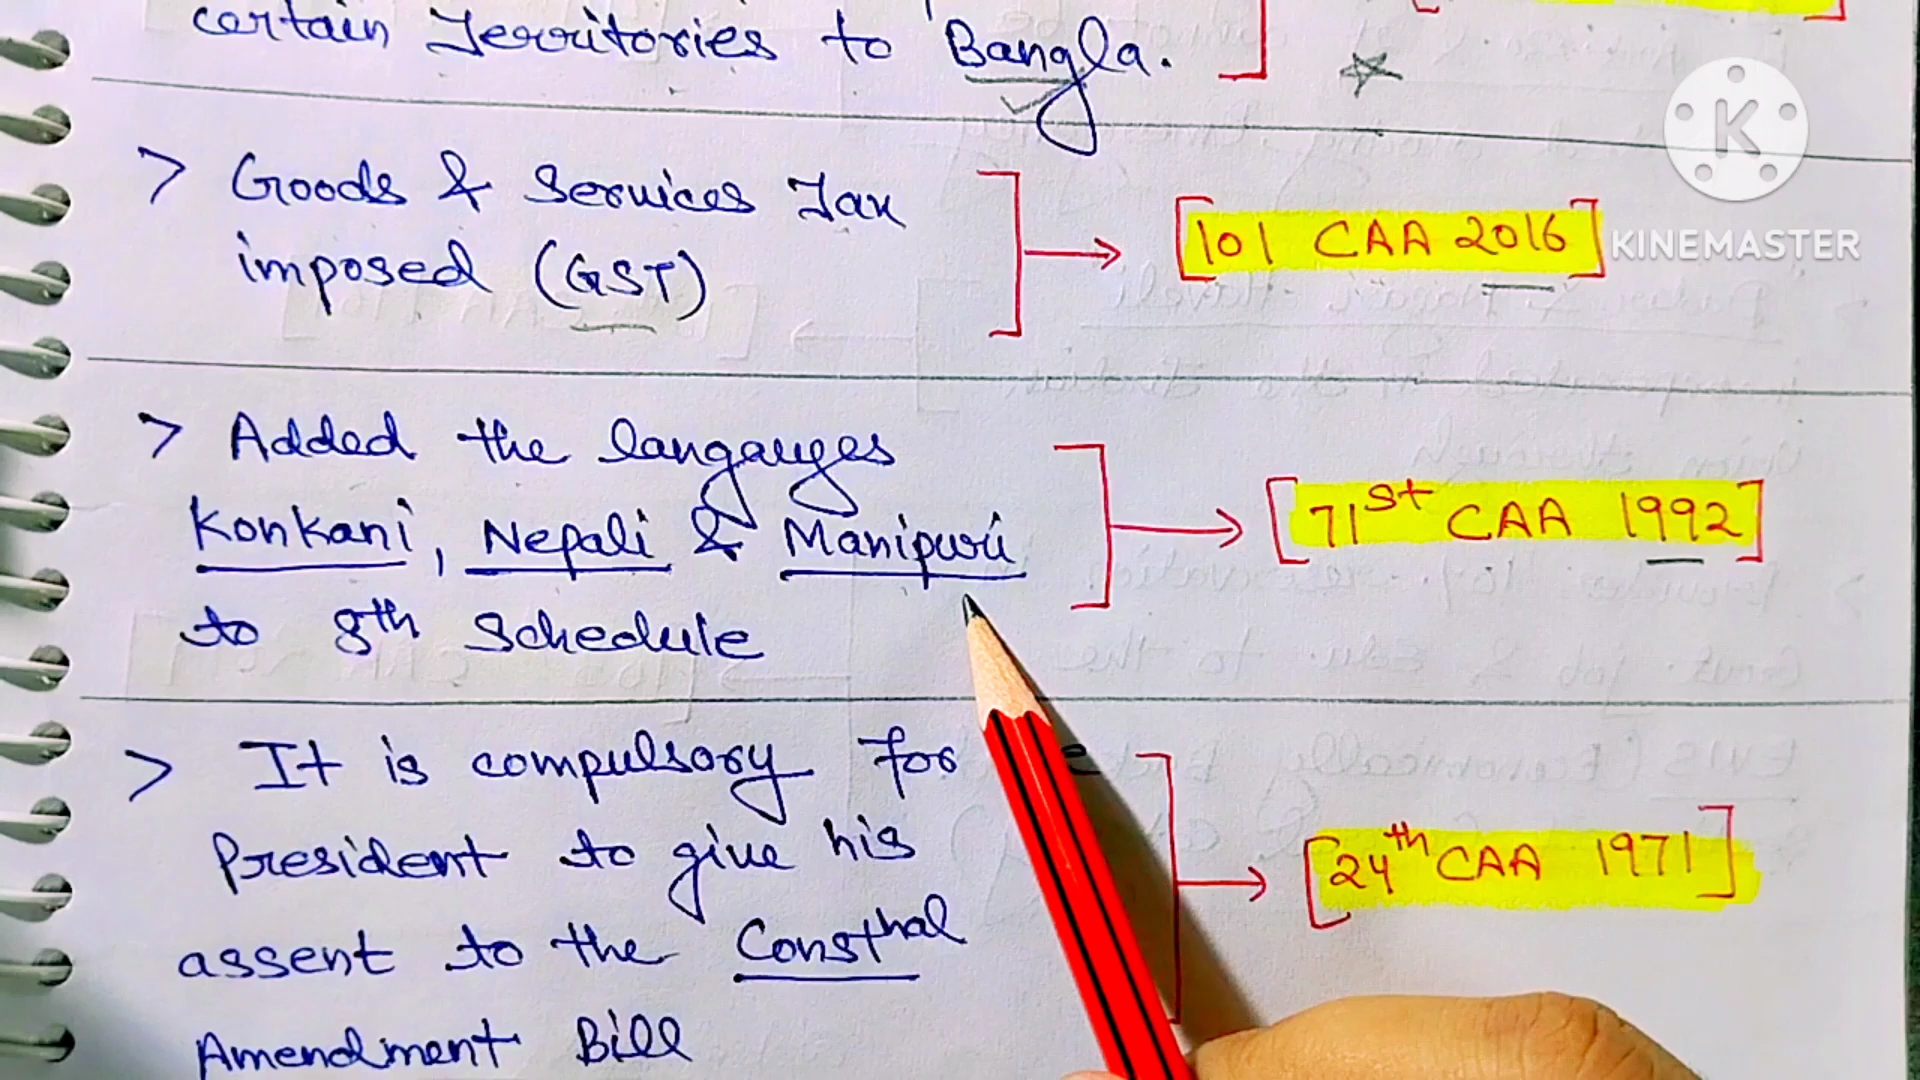 certain Territories to Bangla.
> Goods & Services Tax
imposed (GST)
[101 CAA 2016]
KINEMASTER
> Added the langauges
Konkani, Nepali & Manipuri
to 8th Schedule
[71st CAA 1992]
> It is compulsory for
President to give his
assent to the Consthal
Amendment Bill
[24th CAA 1971]